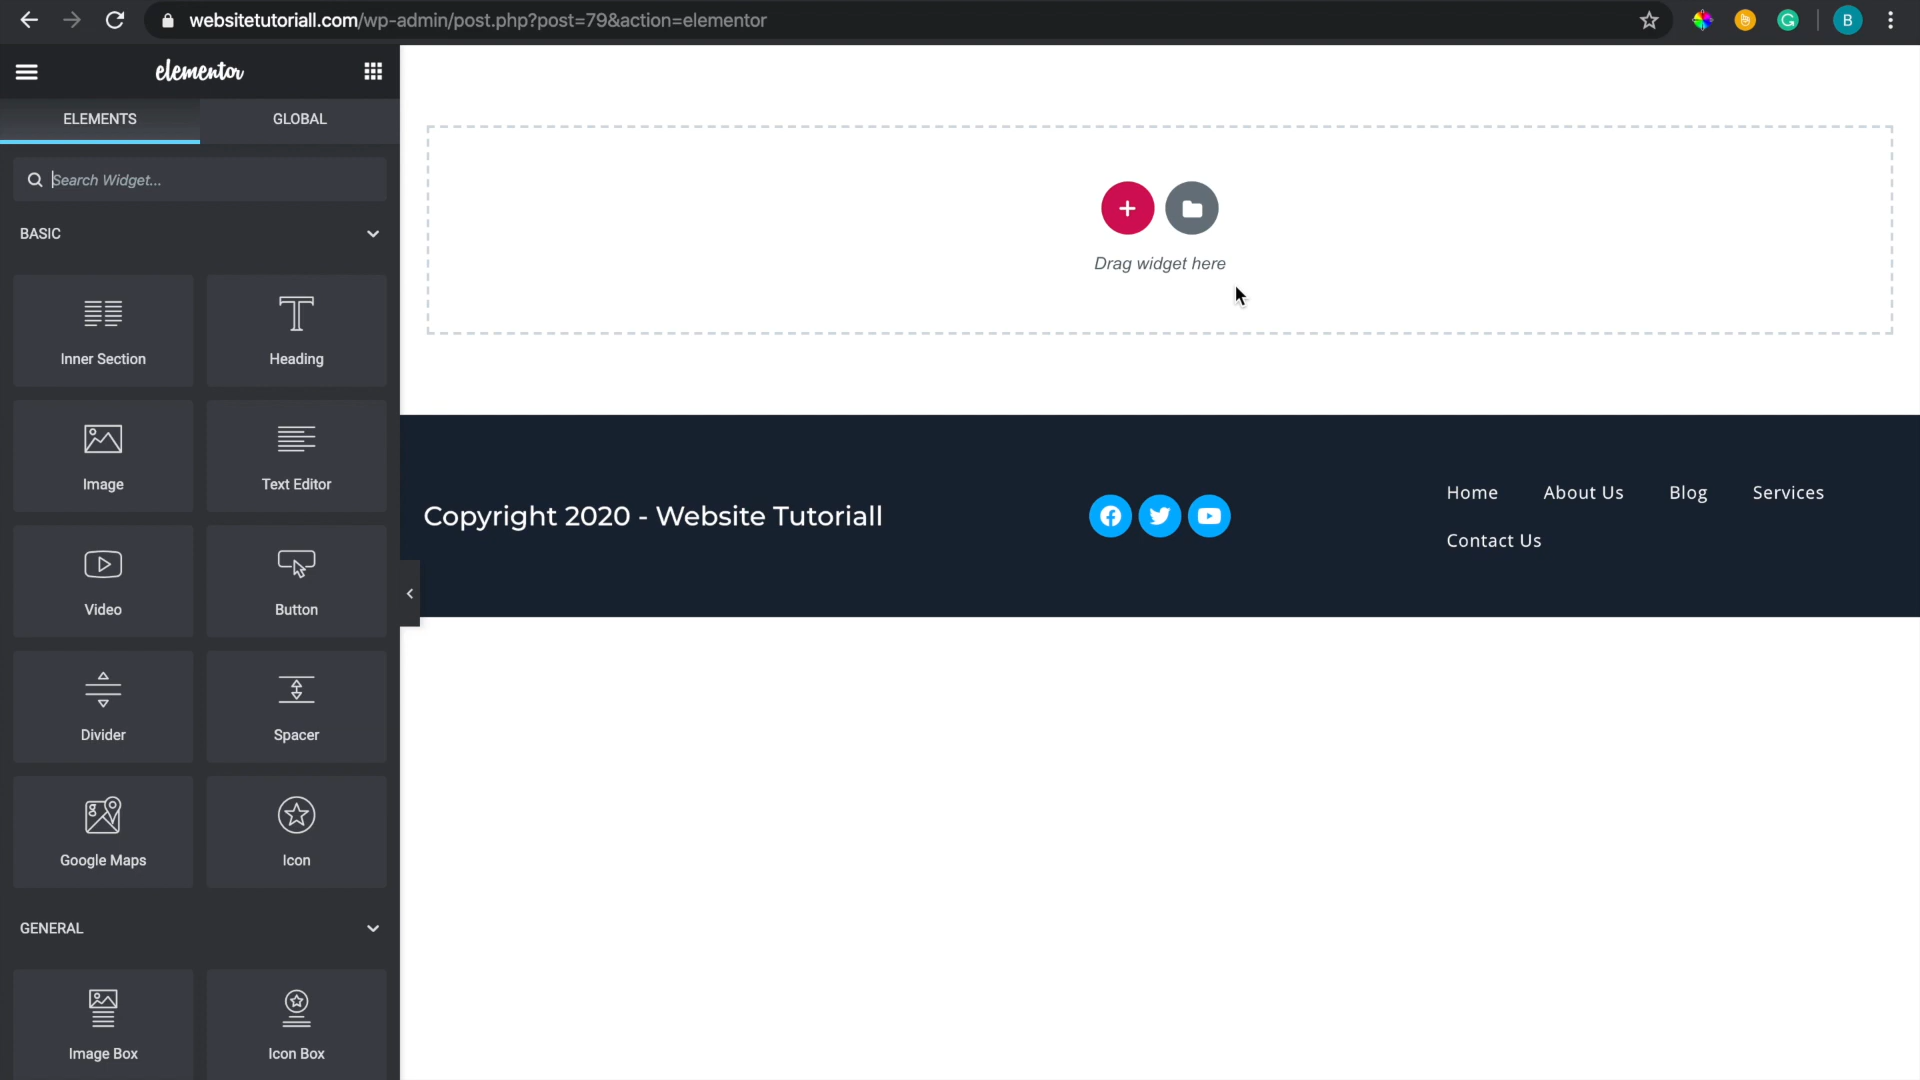 websitetutoriall.com/wp-admin/post.php?post=79&action=elementor
B
elementor
ELEMENTS
GLOBAL
Search Widget...
BASIC
Inner Section
Heading
Image
Text Editor
Video
Button
Divider
Spacer
Google Maps
Icon
GENERAL
Image Box
Icon Box
Drag widget here
Copyright 2020 - Website Tutoriall
Home About Us Blog Services
Contact Us